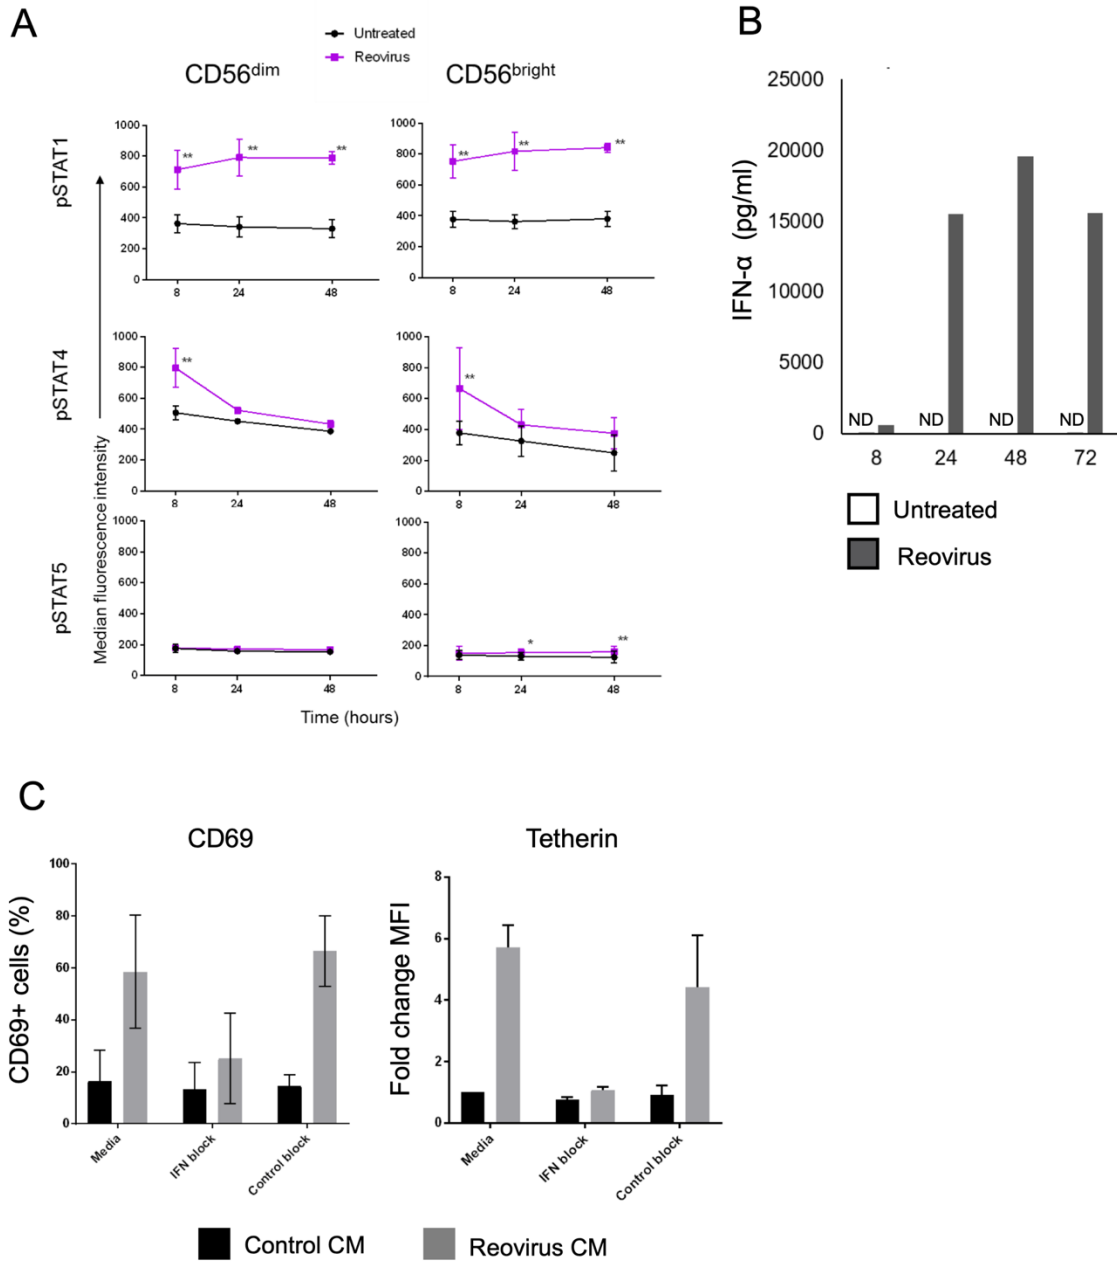 A
Untreated
Reovirus
CD56dim
CD56bright
pSTAT1
1000
800
600
400
200
0
8
24
48
**
**
**
1000
800
600
400
200
0
8
24
48
**
**
**
pSTAT4
1000
800
600
400
200
0
8
24
48
**
1000
800
600
400
200
0
8
24
48
**
pSTAT5
1000
800
600
400
200
0
8
24
48
1000
800
600
400
200
0
8
24
48
*
**
Median fluorescence intensity
Time (hours)
B
IFN-α (pg/ml)
25000
20000
15000
10000
5000
0
ND
ND
ND
ND
8
24
48
72
Untreated
Reovirus
C
CD69
CD69+ cells (%)
100
80
60
40
20
0
Media
IFN block
Control block
Tetherin
Fold change MFI
8
6
4
2
0
Media
IFN block
Control block
Control CM
Reovirus CM